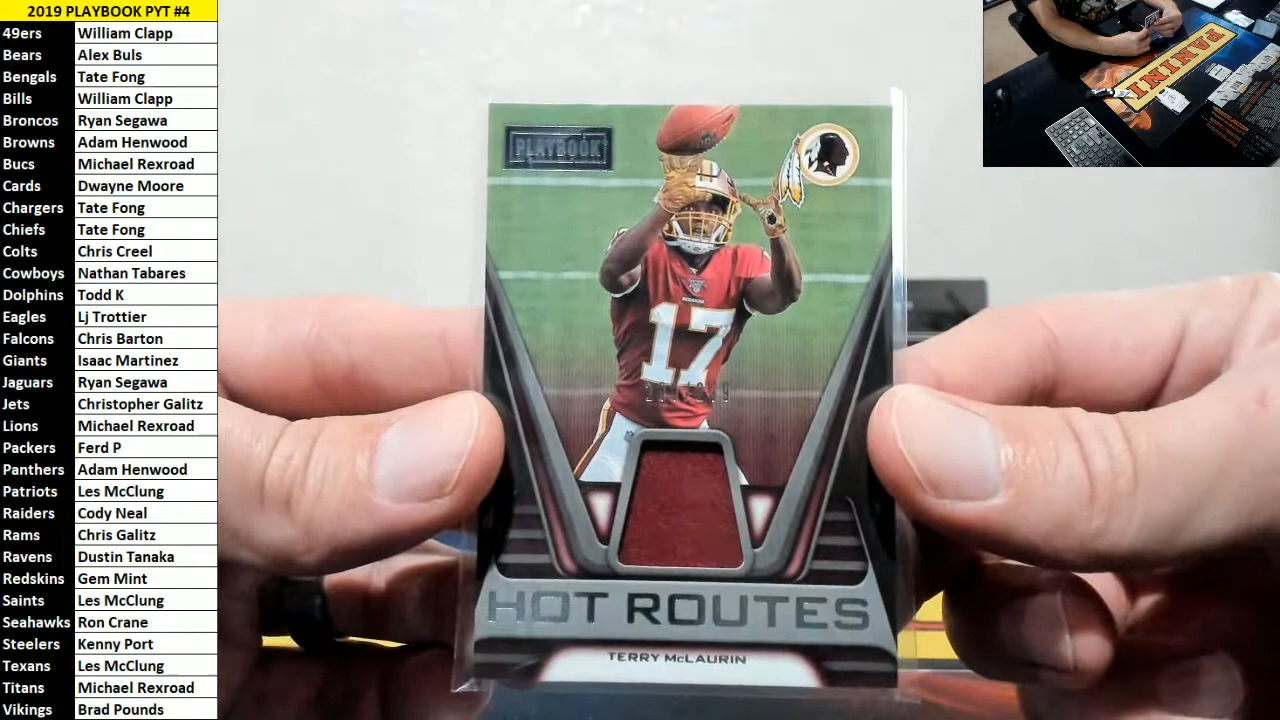 2019 PLAYBOOK PYT #4
49ers William Clapp
Bears Alex Buls
Bengals Tate Fong
Bills William Clapp
Broncos Ryan Segawa
Browns Adam Henwood
Bucs Michael Rexroad
Cards Dwayne Moore
Chargers Tate Fong
Chiefs Tate Fong
Colts Chris Creel
Cowboys Nathan Tabares
Dolphins Todd K
Eagles Lj Trottier
Falcons Chris Barton
Giants Isaac Martinez
Jaguars Ryan Segawa
Jets Christopher Galitz
Lions Michael Rexroad
Packers Ferd P
Panthers Adam Henwood
Patriots Les McClung
Raiders Cody Neal
Rams Chris Galitz
Ravens Dustin Tanaka
Redskins Gem Mint
Saints Les McClung
Seahawks Ron Crane
Steelers Kenny Port
Texans Les McClung
Titans Michael Rexroad
Vikings Brad Pounds
PLAYBOOK
REDSKINS
17
HOT ROUTES
TERRY McLAURIN
PANINI